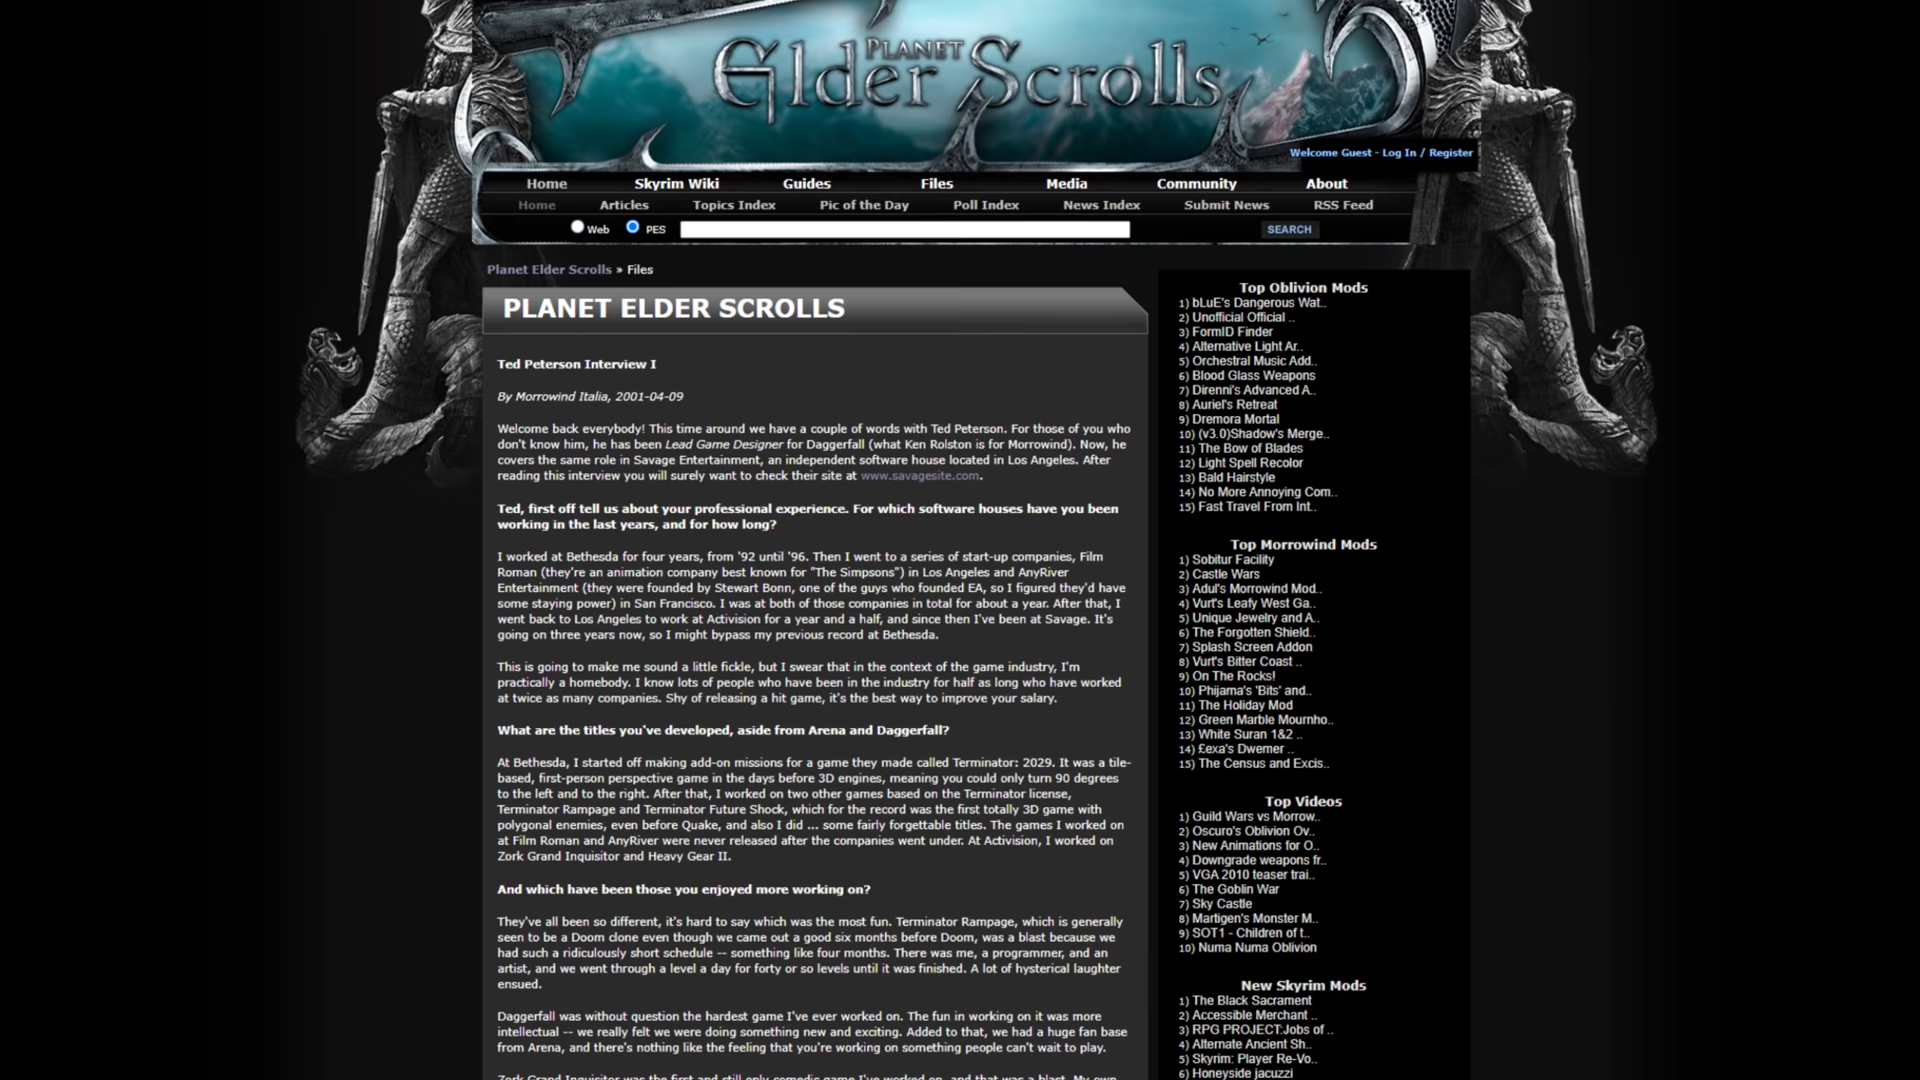 PLANET
Elder Scrolls
Welcome Guest - Log In / Register
Home Skyrim Wiki Guides Files Media Community About
Home Articles Topics Index Pic of the Day Poll Index News Index Submit News RSS Feed
Web PES SEARCH
Planet Elder Scrolls » Files
PLANET ELDER SCROLLS
Ted Peterson Interview I
By Morrowind Italia, 2001-04-09
Welcome back everybody! This time around we have a couple of words with Ted Peterson. For those of you who
don't know him, he has been Lead Game Designer for Daggerfall (what Ken Rolston is for Morrowind). Now, he
covers the same role in Savage Entertainment, an independent software house located in Los Angeles. After
reading this interview you will surely want to check their site at www.savagesite.com.
Ted, first off tell us about your professional experience. For which software houses have you been
working in the last years, and for how long?
I worked at Bethesda for four years, from '92 until '96. Then I went to a series of start-up companies, Film
Roman (they're an animation company best known for "The Simpsons") in Los Angeles and AnyRiver
Entertainment (they were founded by Stewart Bonn, one of the guys who founded EA, so I figured they'd have
some staying power) in San Francisco. I was at both of those companies in total for about a year. After that, I
went back to Los Angeles to work at Activision for a year and a half, and since then I've been at Savage. It's
going on three years now, so I might bypass my previous record at Bethesda.
This is going to make me sound a little fickle, but I swear that in the context of the game industry, I'm
practically a homebody. I know lots of people who have been in the industry for half as long who have worked
at twice as many companies. Shy of releasing a hit game, it's the best way to improve your salary.
What are the titles you've developed, aside from Arena and Daggerfall?
At Bethesda, I started off making add-on missions for a game they made called Terminator: 2029. It was a tile-
based, first-person perspective game in the days before 3D engines, meaning you could only turn 90 degrees
to the left and to the right. After that, I worked on two other games based on the Terminator license,
Terminator Rampage and Terminator Future Shock, which for the record was the first totally 3D game with
polygonal enemies, even before Quake, and also I did ... some fairly forgettable titles. The games I worked on
at Film Roman and AnyRiver were never released after the companies went under. At Activision, I worked on
Zork Grand Inquisitor and Heavy Gear II.
And which have been those you enjoyed more working on?
They've all been so different, it's hard to say which was the most fun. Terminator Rampage, which is generally
seen to be a Doom clone even though we came out a good six months before Doom, was a blast because we
had such a ridiculously short schedule -- something like four months. There was me, a programmer, and an
artist, and we went through a level a day for forty or so levels until it was finished. A lot of hysterical laughter
ensued.
Daggerfall was without question the hardest game I've ever worked on. The fun in working on it was more
intellectual -- we really felt we were doing something new and exciting. Added to that, we had a huge fan base
from Arena, and there's nothing like the feeling that you're working on something people can't wait to play.
Zork Grand Inquisitor was the first and still only comedic game I've worked on, and that was a blast. My own
Top Oblivion Mods
1) bLuE's Dangerous Wat..
2) Unofficial Official ..
3) FormID Finder
4) Alternative Light Ar..
5) Orchestral Music Add..
6) Blood Glass Weapons
7) Direnni's Advanced A..
8) Auriel's Retreat
9) Dremora Mortal
10) (v3.0)Shadow's Merge..
11) The Bow of Blades
12) Light Spell Recolor
13) Bald Hairstyle
14) No More Annoying Com..
15) Fast Travel From Int..
Top Morrowind Mods
1) Sobitur Facility
2) Castle Wars
3) Adul's Morrowind Mod..
4) Vurt's Leafy West Ga..
5) Unique Jewelry and A..
6) The Forgotten Shield..
7) Splash Screen Addon
8) Vurt's Bitter Coast ..
9) On The Rocks!
10) Phijama's 'Bits' and..
11) The Holiday Mod
12) Green Marble Mournho..
13) White Suran 1&2 ..
14) £exa's Dwemer ..
15) The Census and Excis..
Top Videos
1) Guild Wars vs Morrow..
2) Oscuro's Oblivion Ov..
3) New Animations for O..
4) Downgrade weapons fr..
5) VGA 2010 teaser trai..
6) The Goblin War
7) Sky Castle
8) Martigen's Monster M..
9) SOT1 - Children of t..
10) Numa Numa Oblivion
New Skyrim Mods
1) The Black Sacrament
2) Accessible Merchant ..
3) RPG PROJECT:Jobs of ..
4) Alternate Ancient Sh..
5) Skyrim: Player Re-Vo..
6) Honeyside jacuzzi